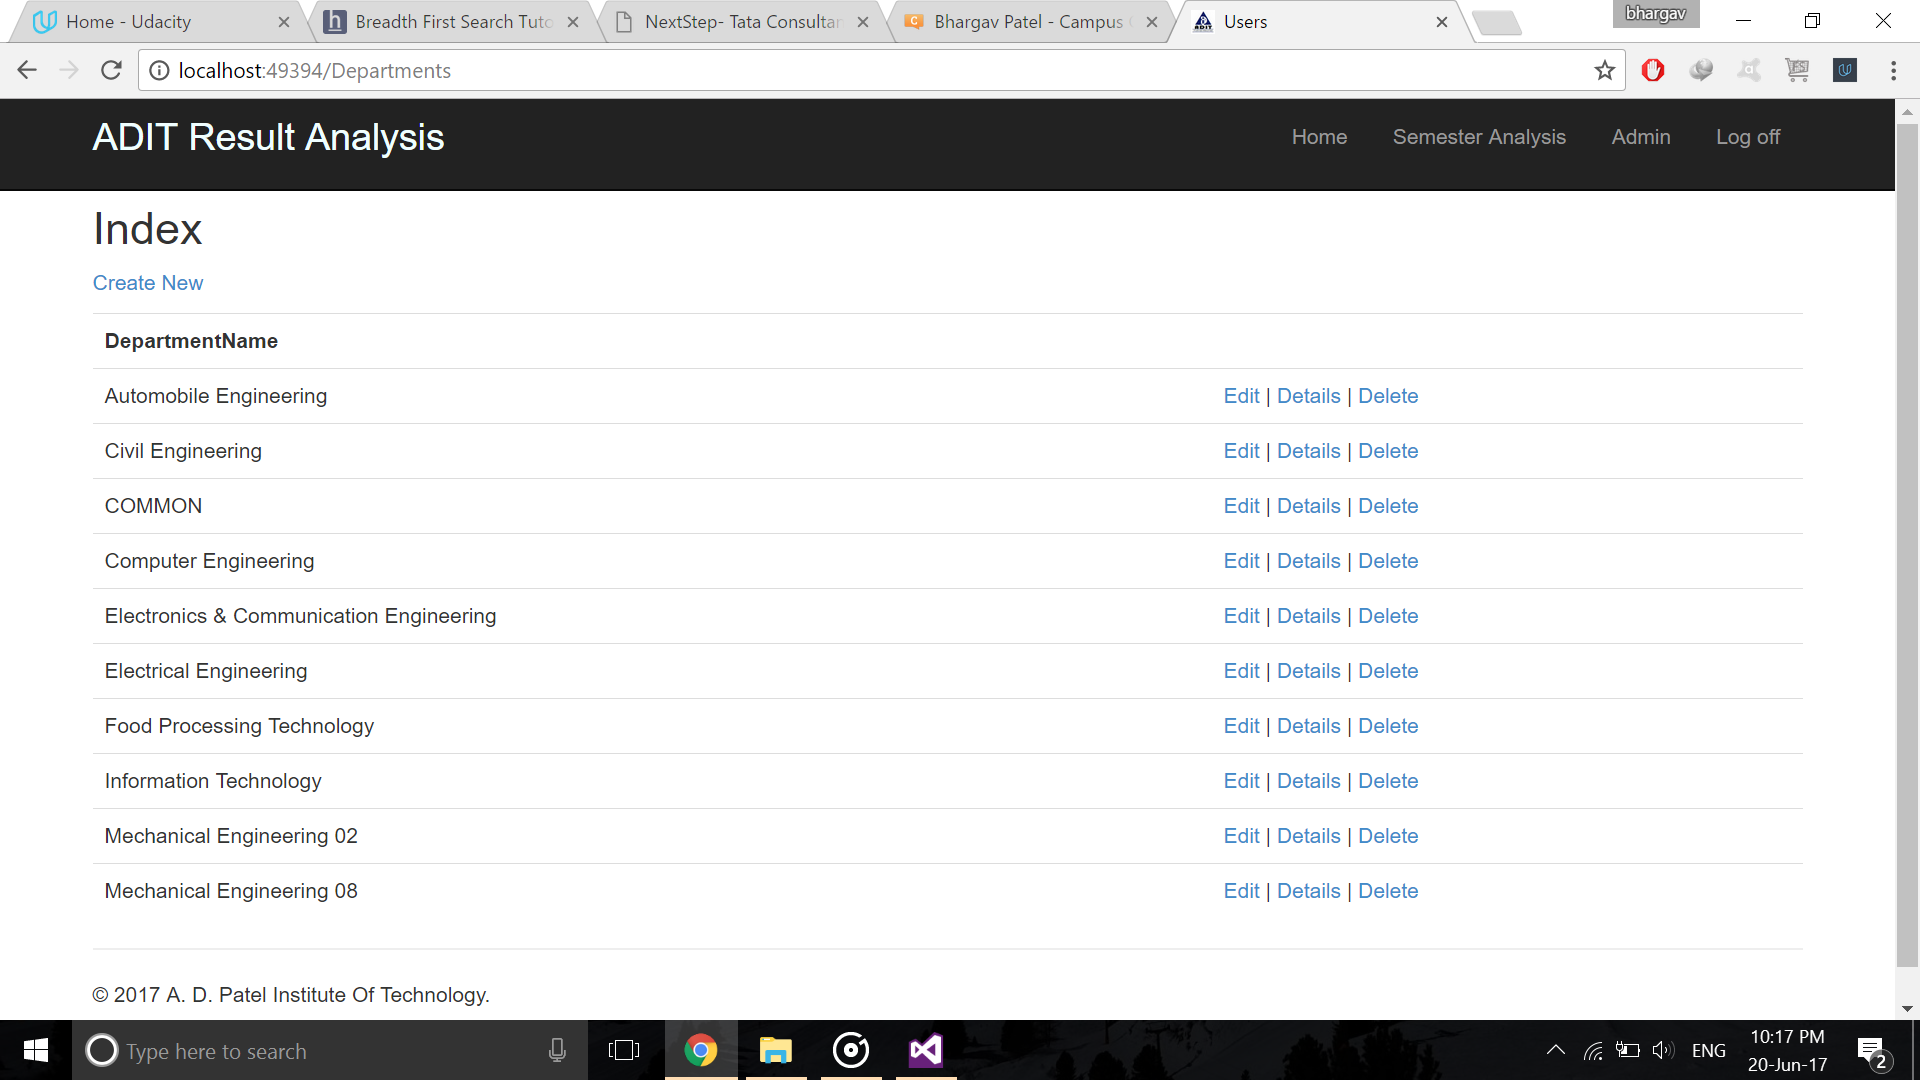 bhargav
Home - Udacity
Breadth First Search Tuto
NextStep- Tata Consultan
Bhargav Patel - Campus
Users
localhost:49394/Departments
ADIT Result Analysis
Home Semester Analysis Admin Log off
Index
Create New
DepartmentName
Automobile Engineering Edit | Details | Delete
Civil Engineering Edit | Details | Delete
COMMON Edit | Details | Delete
Computer Engineering Edit | Details | Delete
Electronics & Communication Engineering Edit | Details | Delete
Electrical Engineering Edit | Details | Delete
Food Processing Technology Edit | Details | Delete
Information Technology Edit | Details | Delete
Mechanical Engineering 02 Edit | Details | Delete
Mechanical Engineering 08 Edit | Details | Delete
© 2017 A. D. Patel Institute Of Technology.
Type here to search
ENG
10:17 PM
20-Jun-17
2